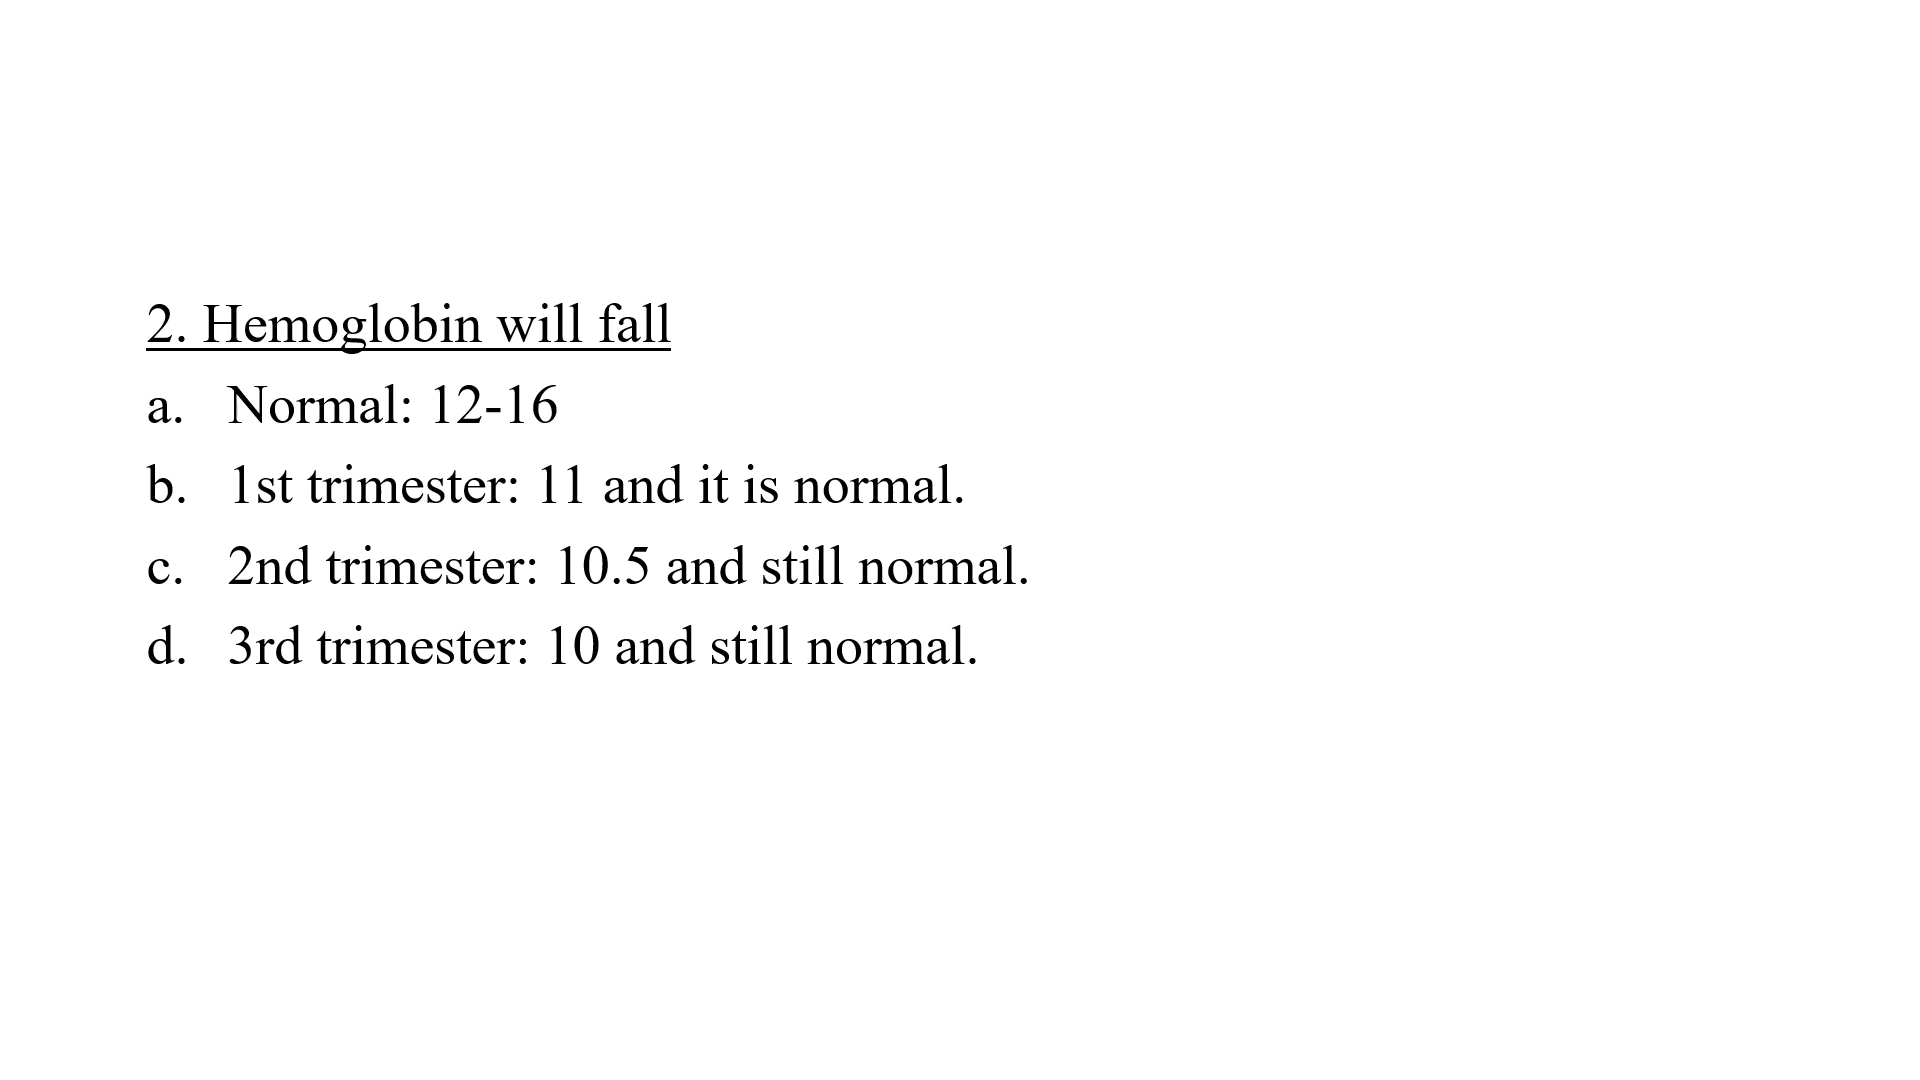 2. Hemoglobin will fall
a. Normal: 12-16
b. 1st trimester: 11 and it is normal.
c. 2nd trimester: 10.5 and still normal.
d. 3rd trimester: 10 and still normal.